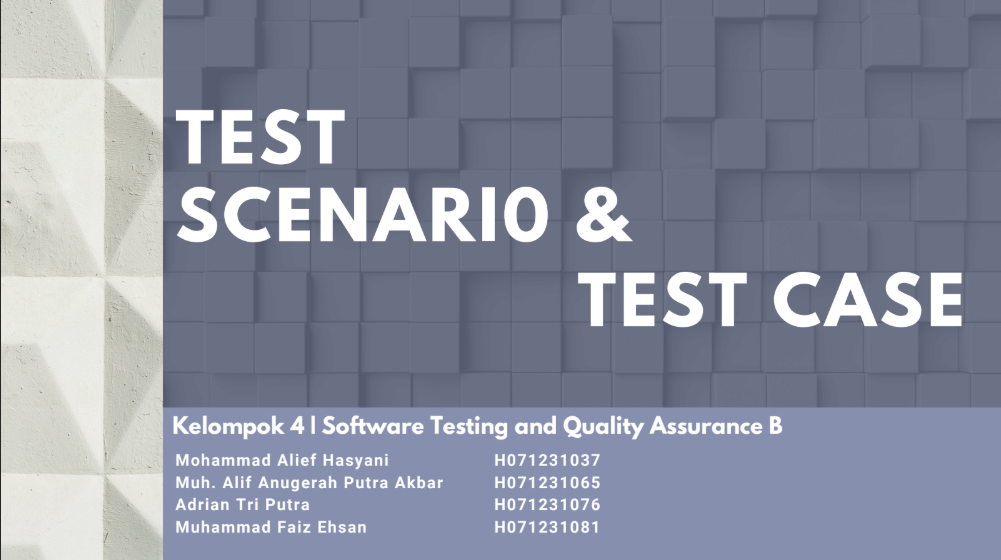 TEST
SCENARI0 &
TEST CASE
Kelompok 4 | Software Testing and Quality Assurance B
Mohammad Alief Hasyani H071231037
Muh. Alif Anugerah Putra Akbar H071231065
Adrian Tri Putra H071231076
Muhammad Faiz Ehsan H071231081